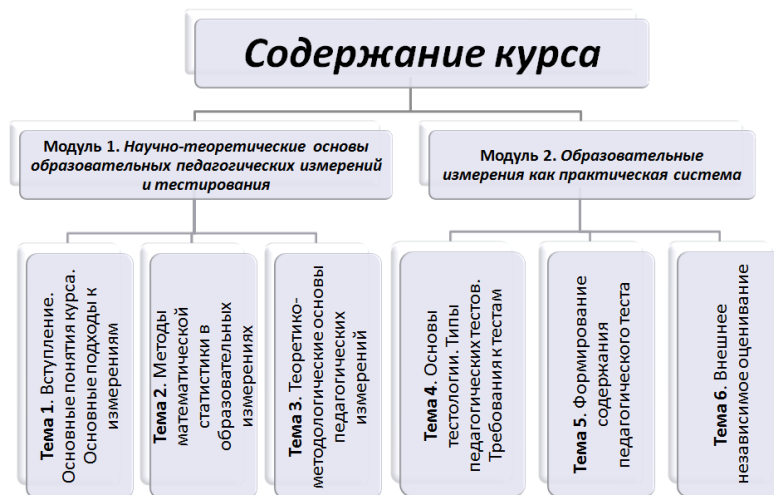 Содержание курса
Модуль 1. Научно-теоретические основы
образовательных педагогических измерений
и тестирования
Модуль 2. Образовательные
измерения как практическая система
Тема 1. Вступление.
Основные понятия курса.
Основные подходы к
измерениям
Тема 2. Методы
математической
статистики в
образовательных
измерениях
Тема 3. Теоретико-
методологические основы
педагогических
измерений
Тема 4. Основы
тестологии. Типы
педагогических тестов.
Требования к тестам
Тема 5. Формирование
содержания
педагогического теста
Тема 6. Внешнее
независимое оценивание